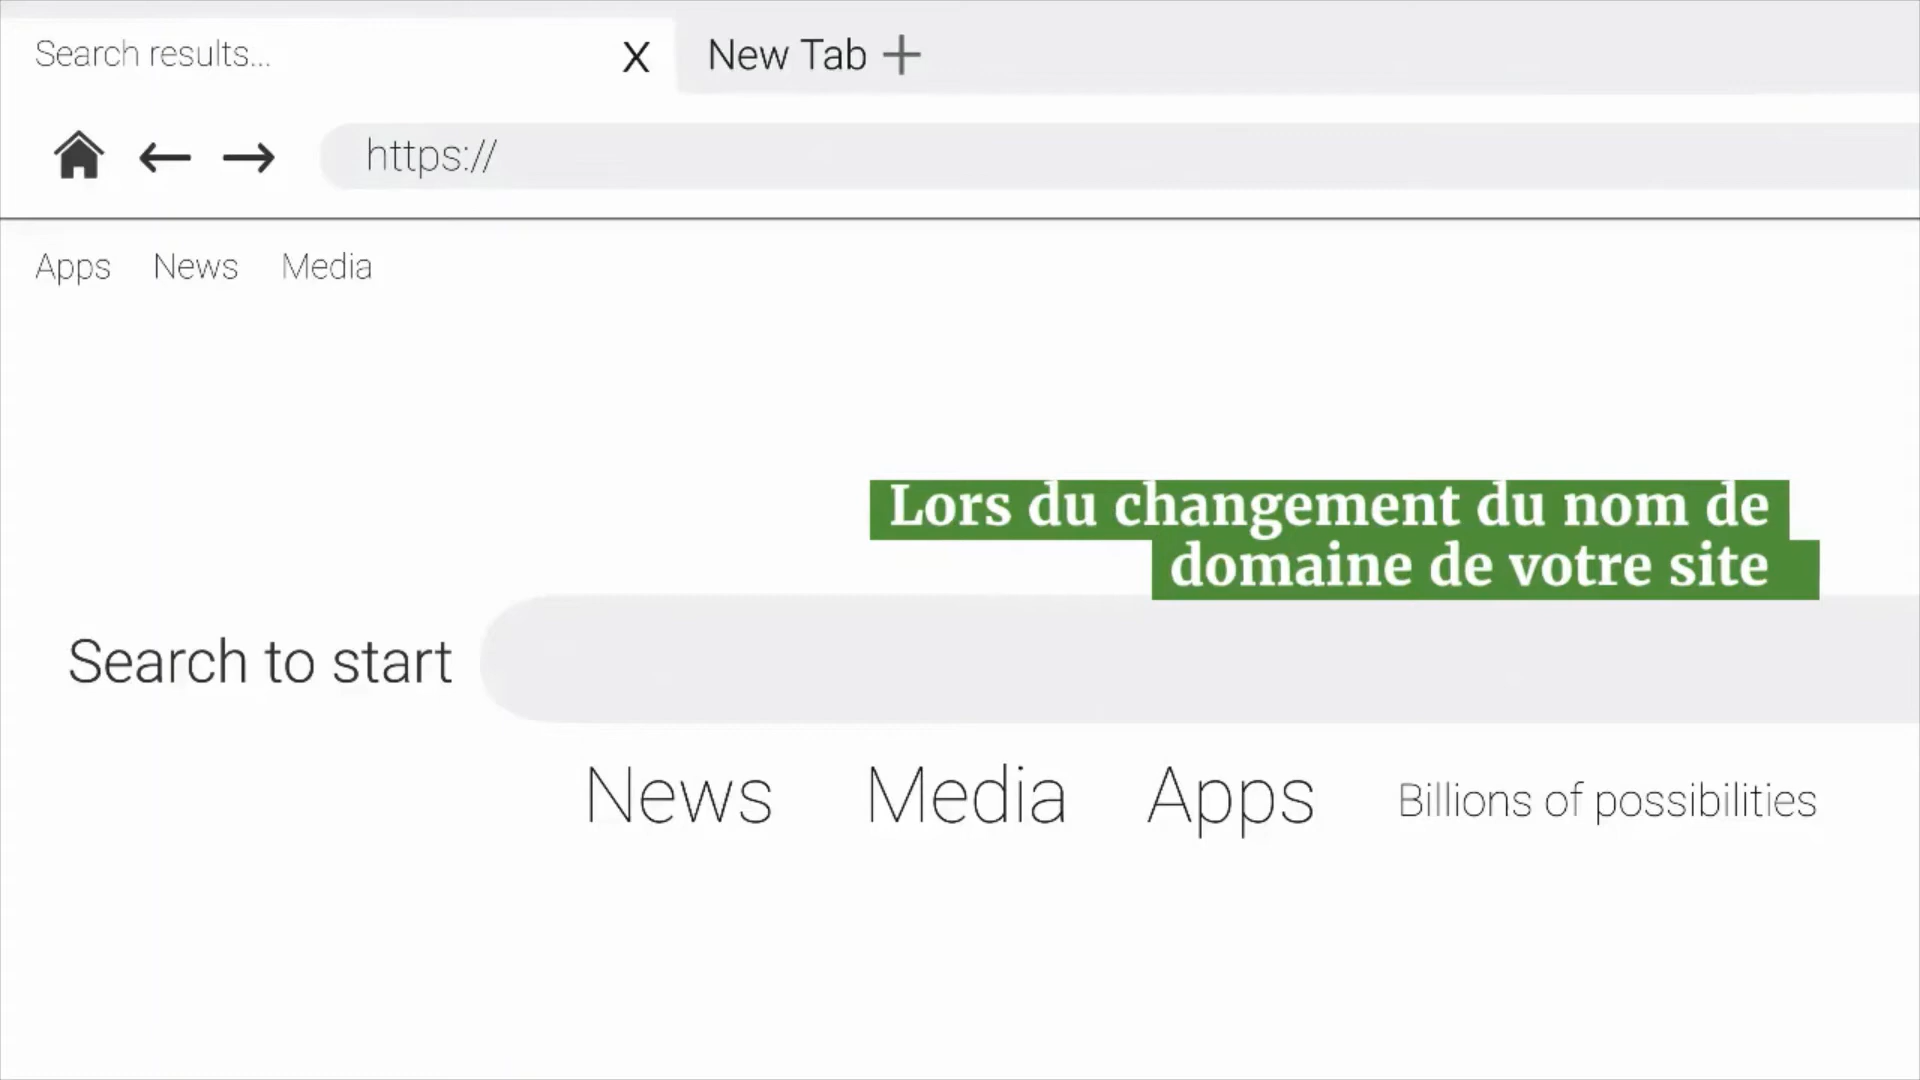 Search results...
X
New Tab +
https://
Apps News Media
Lors du changement du nom de
domaine de votre site
Search to start
News Media Apps Billions of possibilities